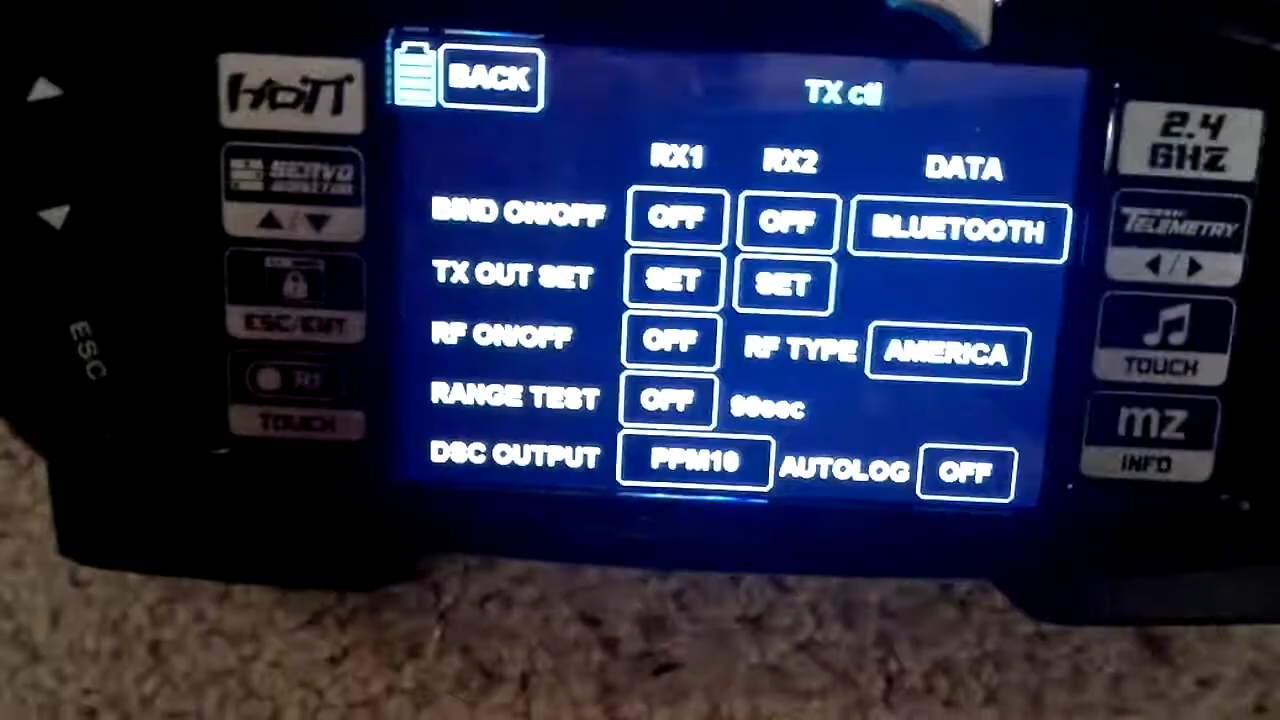 BACK
TX ctl
RX1 RX2 DATA
BIND ON/OFF OFF OFF BLUETOOTH
TX OUT SET SET SET
RF ON/OFF OFF RF TYPE AMERICA
RANGE TEST OFF 99sec
DSC OUTPUT PPM10 AUTOLOG OFF
HoTT
SERVO
ESC/ENT
TOUCH
ESC
2.4
GHZ
TELEMETRY
TOUCH
mz
INFO